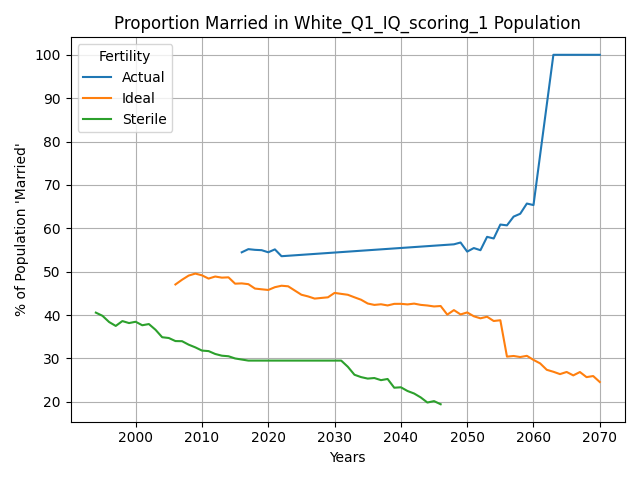 Proportion Married in White_Q1_IQ_scoring_1 Population
Fertility
Actual
Ideal
Sterile
% of Population 'Married'
100
90
80
70
60
50
40
30
20
2000
2010
2020
2030
2040
2050
2060
2070
Years